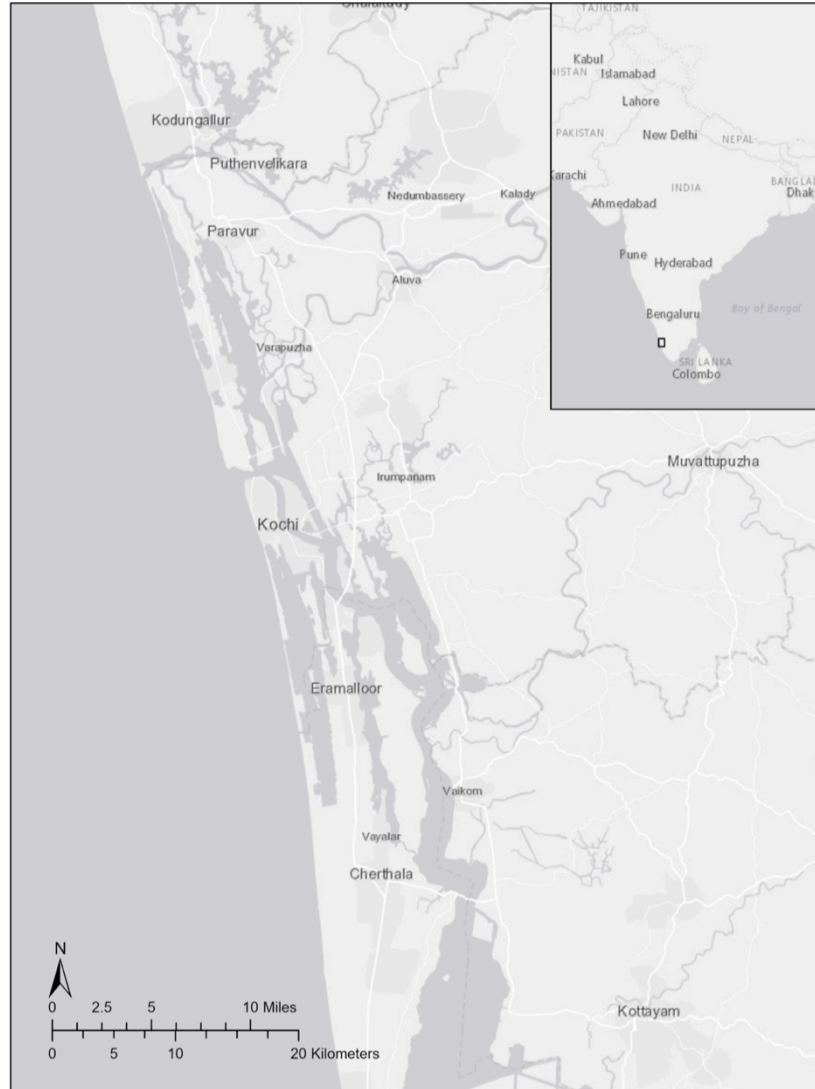 Kodungallur
Puthenvelikara
Nedumbassery
Kalady
Paravur
Aluva
Varapuzha
Muvattupuzha
Irumpanam
Kochi
Eramalloor
Vaikom
Vayalar
Cherthala
Kottayam
TAJIKISTAN
Kabul
NISTAN
Islamabad
Lahore
PAKISTAN
New Delhi
NEPAL
Karachi
INDIA
BANGLAD
Dhak
Ahmedabad
Pune
Hyderabad
Bengaluru
Bay of Bengal
SRI LANKA
Colombo
N
0 2.5 5 10 Miles
0 5 10 20 Kilometers